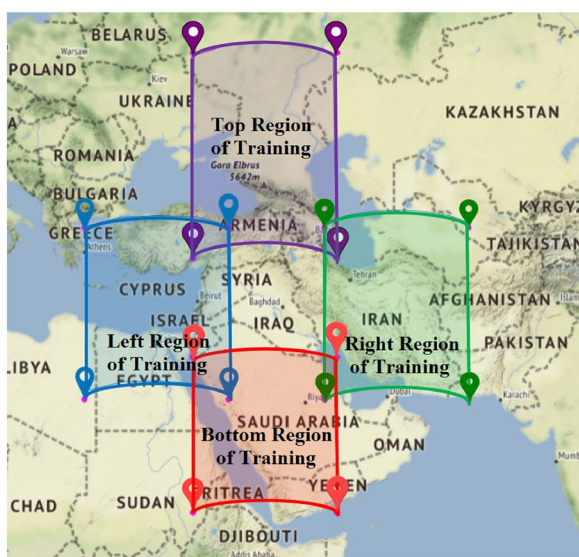 BELARUS
Warsaw
POLAND
Kiev
UKRAINE
KAZAKHSTAN
Top Region
of Training
Gora Elbrus
5642m
ROMANIA
BULGARIA
KYRGYZ
GREECE
Athens
ARMENIA
TAJIKISTAN
Tehran
SYRIA
CYPRUS
Beirut
Baghdad
AFGHANISTAN
ISRAEL
IRAQ
IRAN
Left Region
of Training
Right Region
of Training
PAKISTAN
LIBYA
EGYPT
Riya
Dubai
Karachi
SAUDI ARABIA
Bottom Region
of Training
OMAN
Mumb
CHAD
SUDAN
ERITREA
YEMEN
DJIBOUTI
Addis Ababa